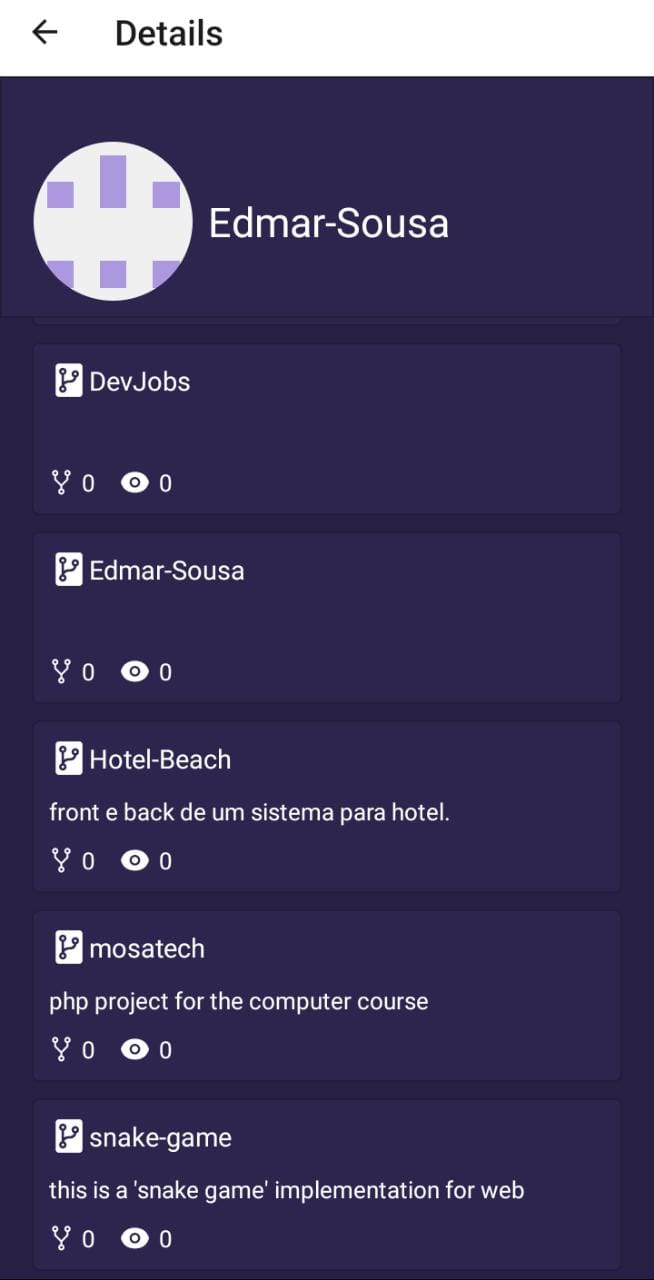 Details
Edmar-Sousa
DevJobs
0 0
Edmar-Sousa
0 0
Hotel-Beach
front e back de um sistema para hotel.
0 0
mosatech
php project for the computer course
0 0
snake-game
this is a 'snake game' implementation for web
0 0